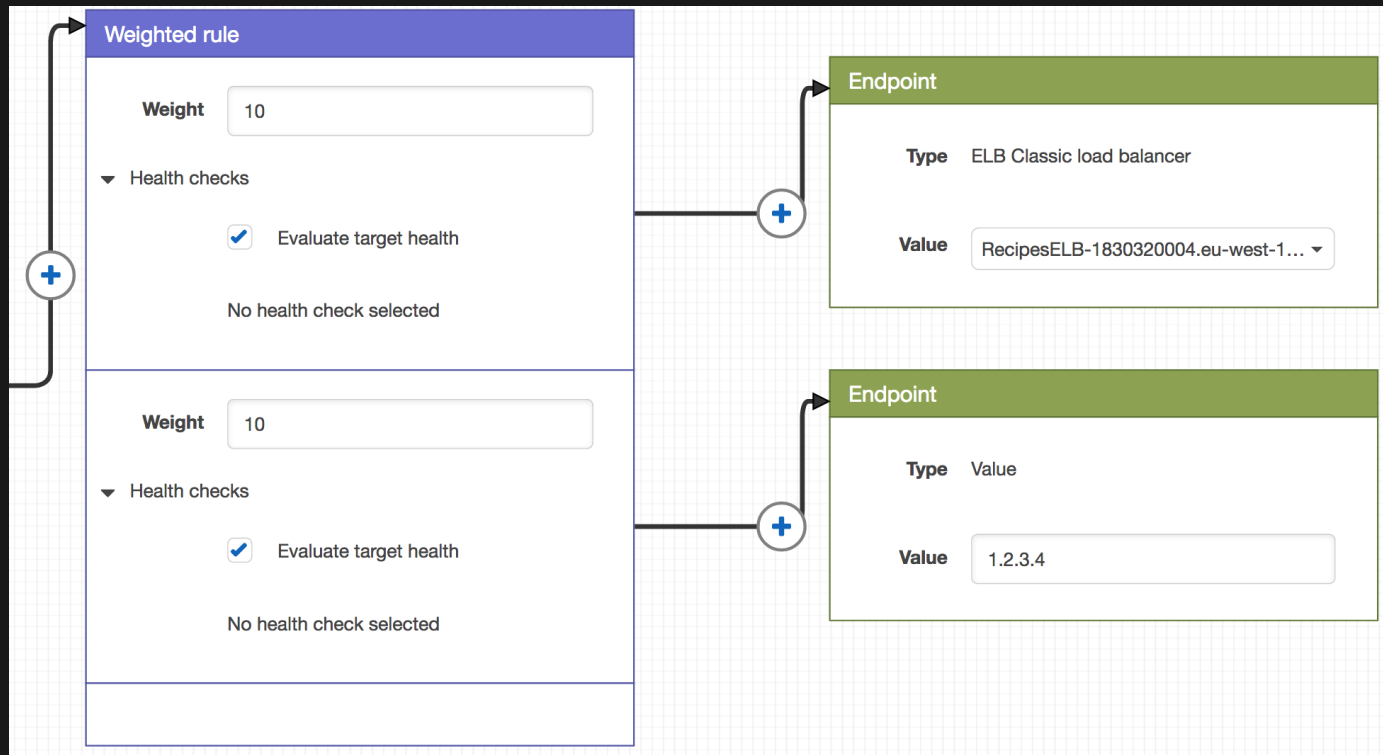 Weighted rule
Weight 10
Health checks
Evaluate target health
No health check selected
Weight 10
Health checks
Evaluate target health
No health check selected
Endpoint
Type ELB Classic load balancer
Value RecipesELB-1830320004.eu-west-1...
Endpoint
Type Value
Value 1.2.3.4